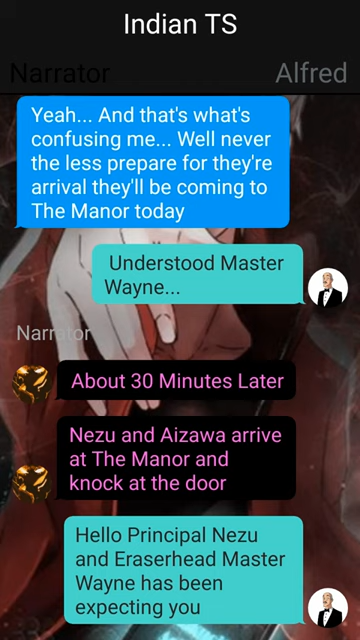 Indian TS
Narrator
Alfred
Yeah... And that's what's
confusing me... Well never
the less prepare for they're
arrival they'll be coming to
The Manor today
Understood Master
Wayne...
Narrator
About 30 Minutes Later
Nezu and Aizawa arrive
at The Manor and
knock at the door
Hello Principal Nezu
and Eraserhead Master
Wayne has been
expecting you